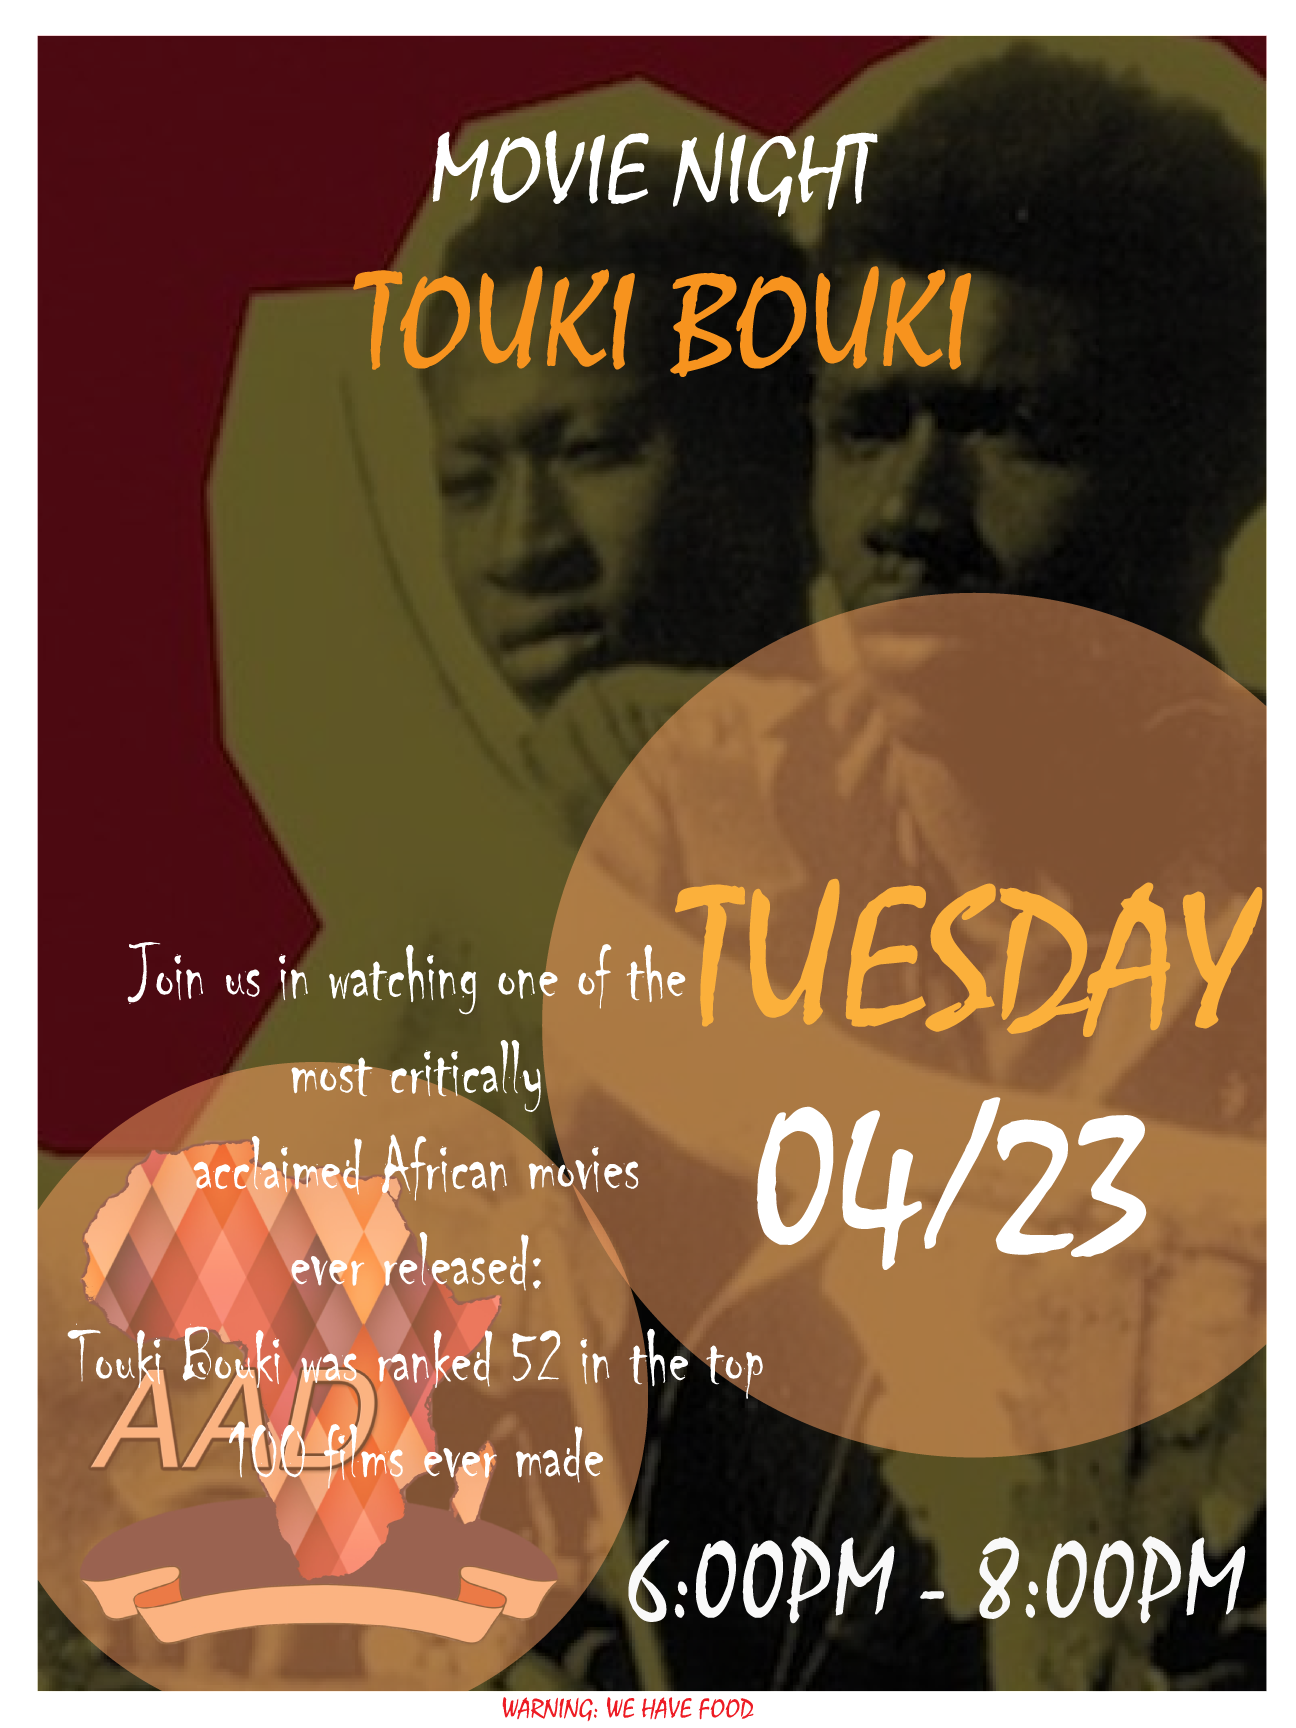 MOVIE NIGHT
TOUKI BOUKI
TUESDAY
04/23
Join us in watching one of the
most critically
acclaimed African movies
ever released:
Touki Bouki was ranked 52 in the top
100 films ever made
AAD
6:00PM - 8:00PM
WARNING: WE HAVE FOOD